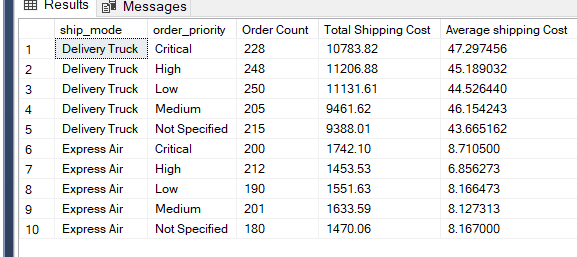 Results Messages
ship_mode order_priority Order Count Total Shipping Cost Average shipping Cost
1 Delivery Truck Critical 228 10783.82 47.297456
2 Delivery Truck High 248 11206.88 45.189032
3 Delivery Truck Low 250 11131.61 44.526440
4 Delivery Truck Medium 205 9461.62 46.154243
5 Delivery Truck Not Specified 215 9388.01 43.665162
6 Express Air Critical 200 1742.10 8.710500
7 Express Air High 212 1453.53 6.856273
8 Express Air Low 190 1551.63 8.166473
9 Express Air Medium 201 1633.59 8.127313
10 Express Air Not Specified 180 1470.06 8.167000